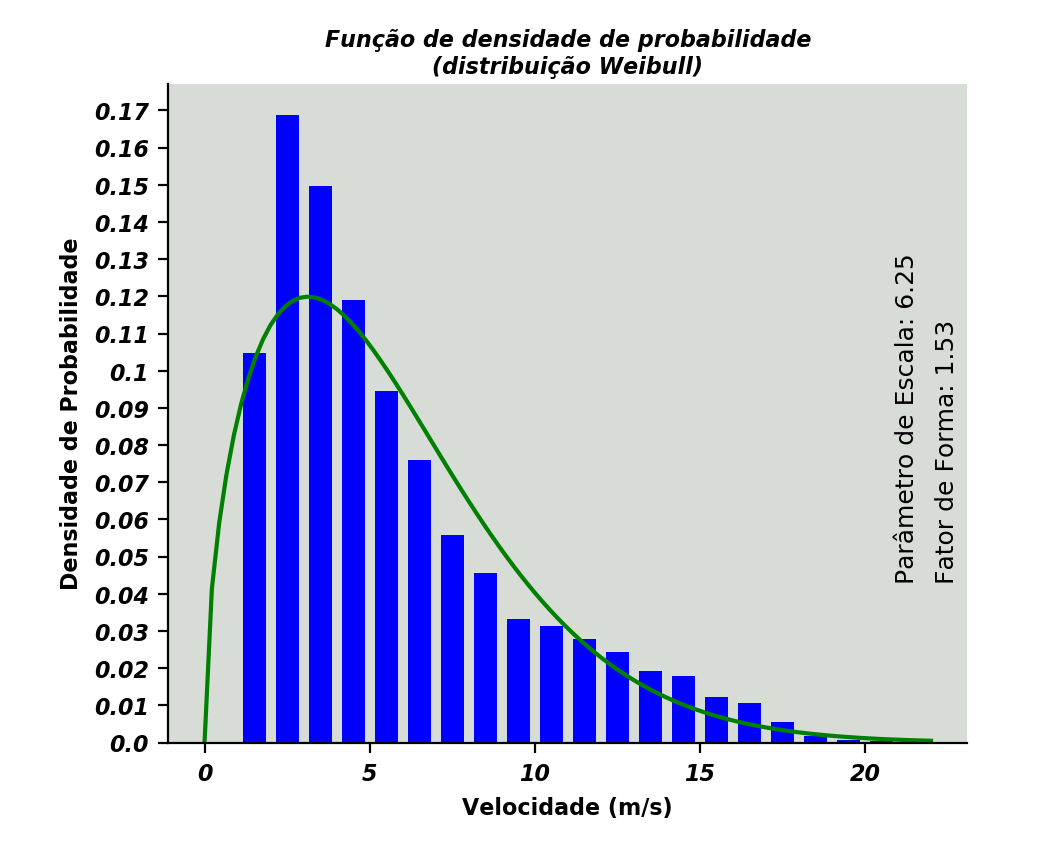 Função de densidade de probabilidade
(distribuição Weibull)
Densidade de Probabilidade
0.17
0.16
0.15
0.14
0.13
0.12
0.11
0.1
0.09
0.08
0.07
0.06
0.05
0.04
0.03
0.02
0.01
0.0
Parâmetro de Escala: 6.25
Fator de Forma: 1.53
0 5 10 15 20
Velocidade (m/s)